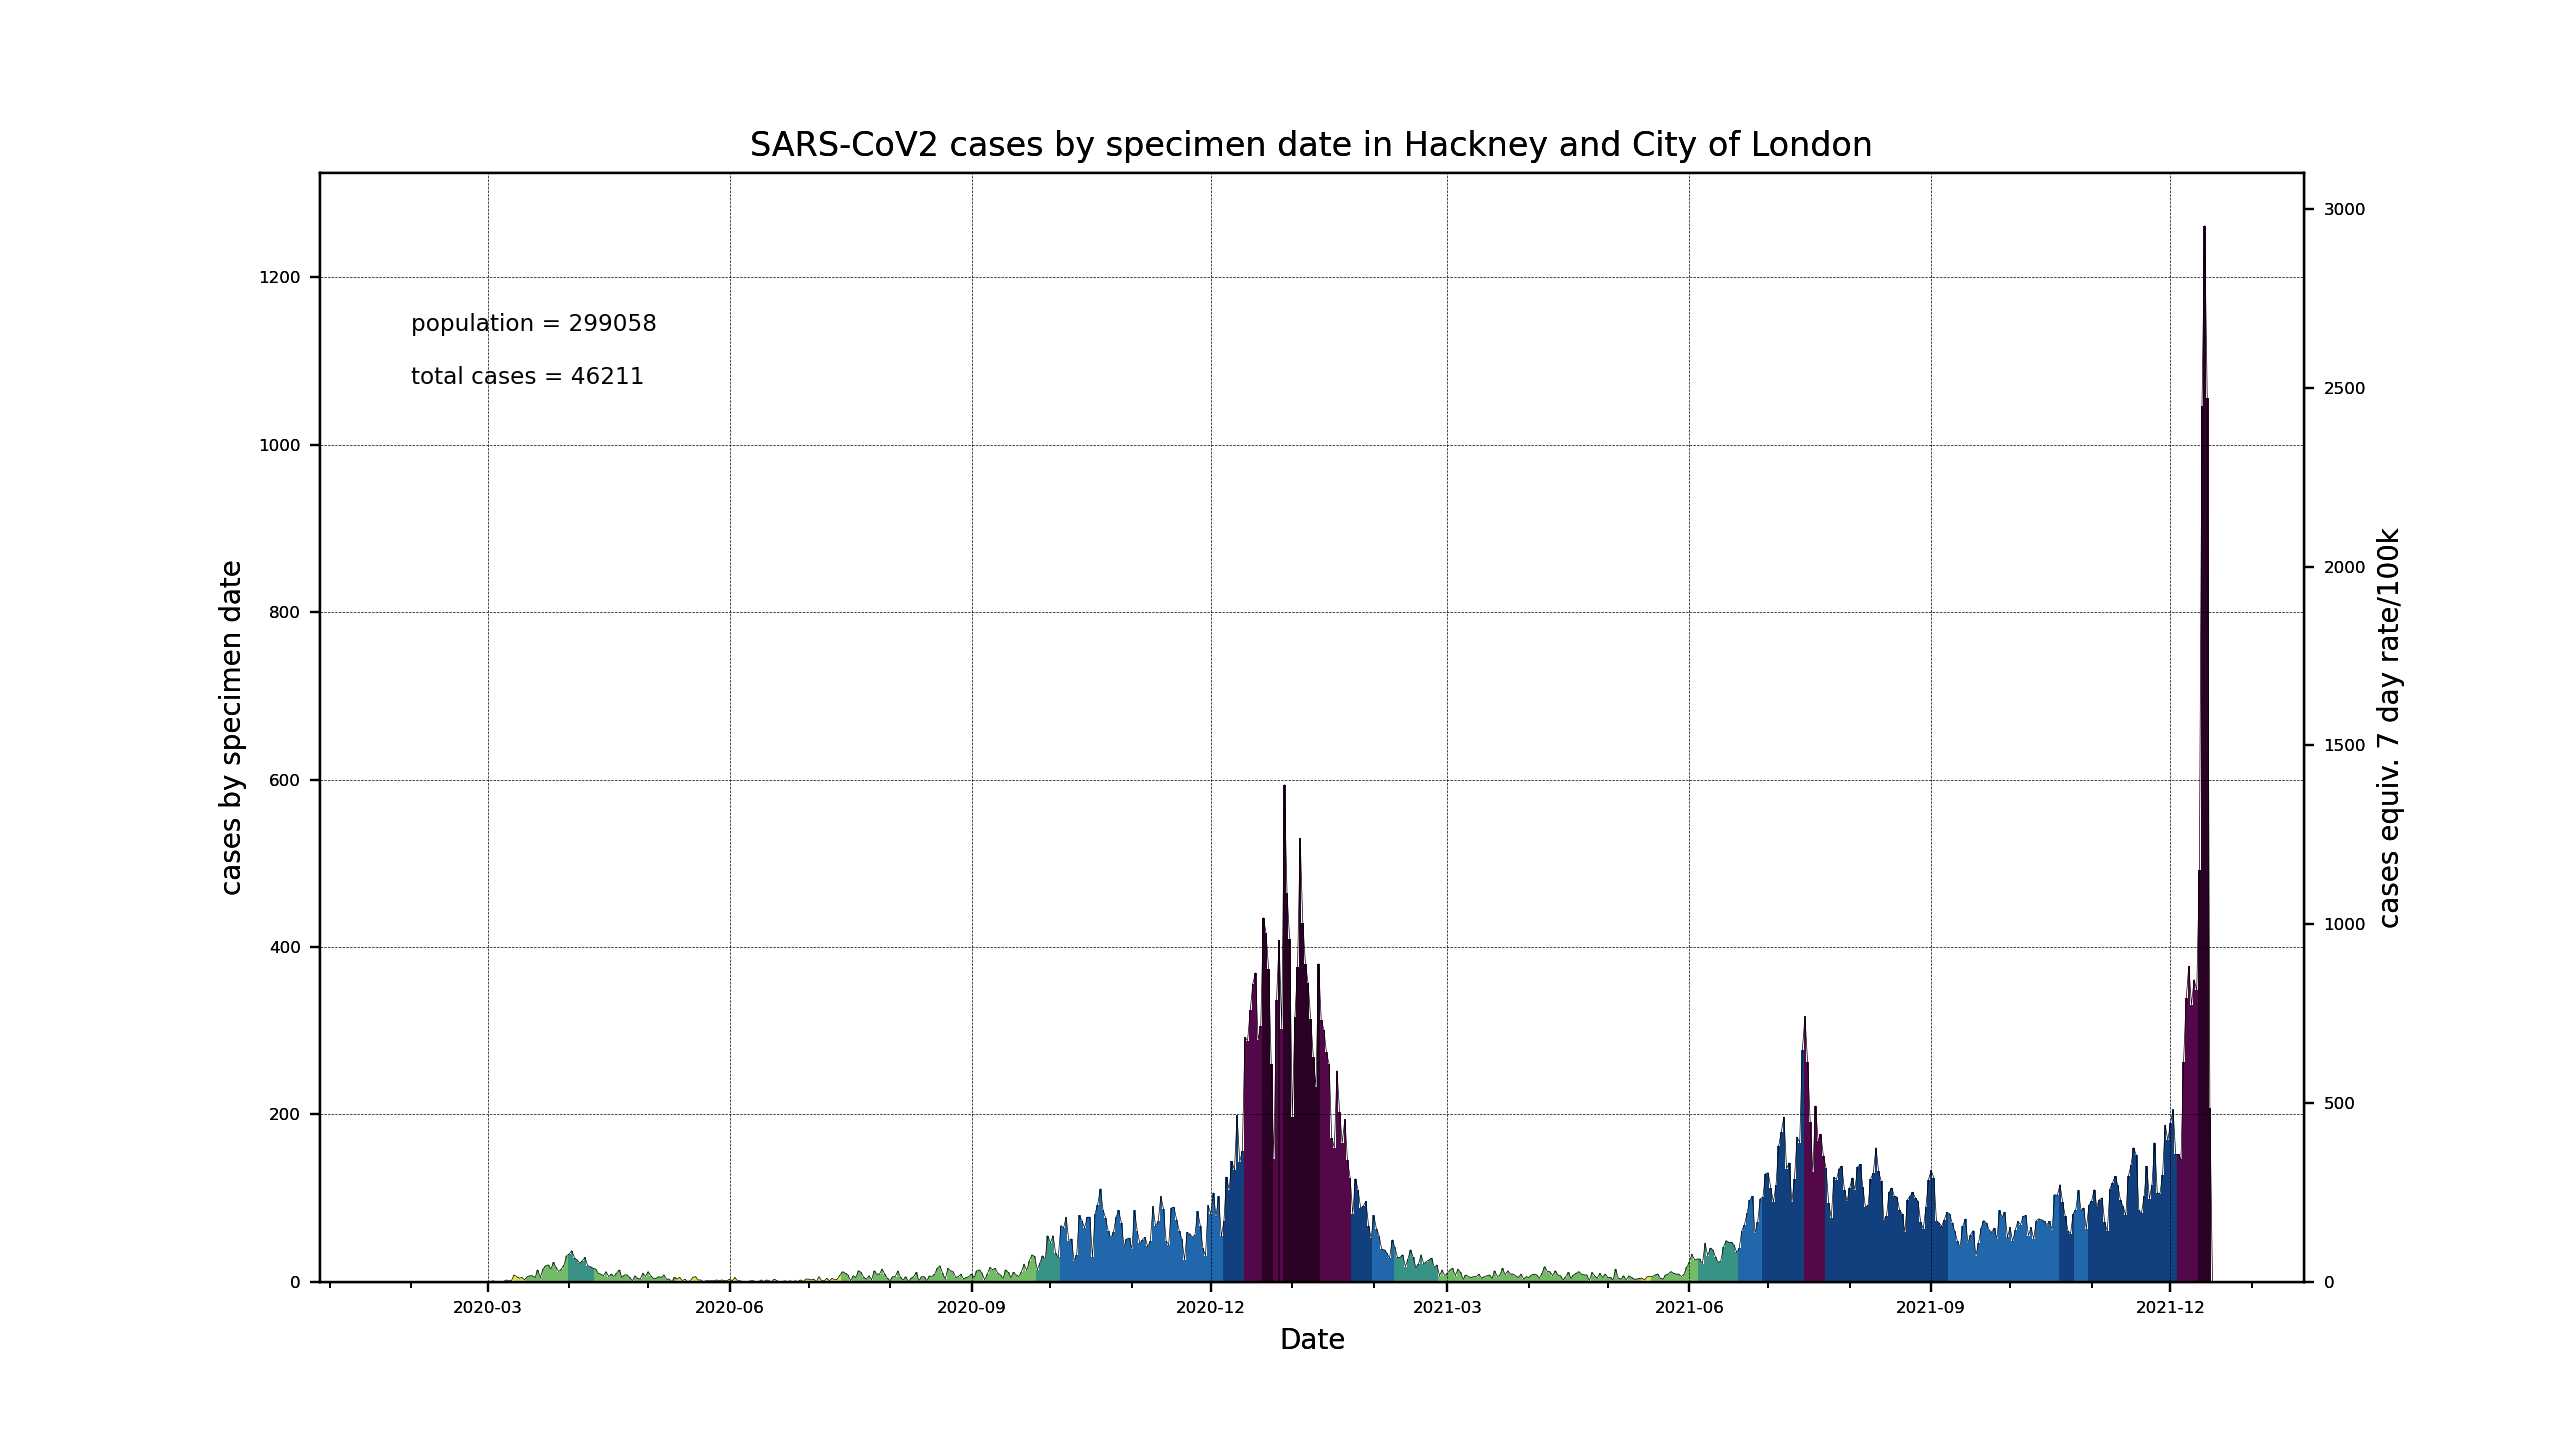 SARS-CoV2 cases by specimen date in Hackney and City of London
population = 299058
total cases = 46211
cases by specimen date
1200
1000
800
600
400
200
0
3000
2500
2000
1500
1000
500
0
cases equiv. 7 day rate/100k
2020-03 2020-06 2020-09 2020-12 2021-03 2021-06 2021-09 2021-12
Date